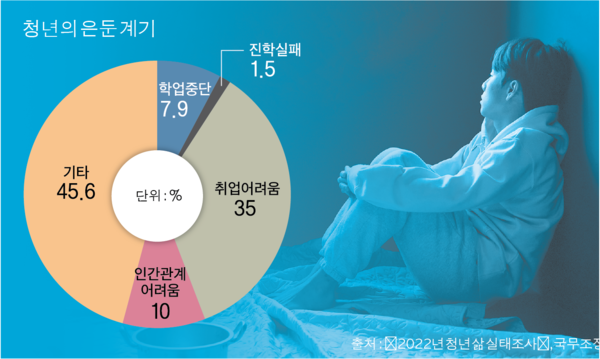 청년의 은둔 계기
진학실패
1.5
학업중단
7.9
기타
45.6
단위 : %
취업어려움
35
인간관계
어려움
10
출처 : 2022년 청년 삶 실태조사, 국무조정